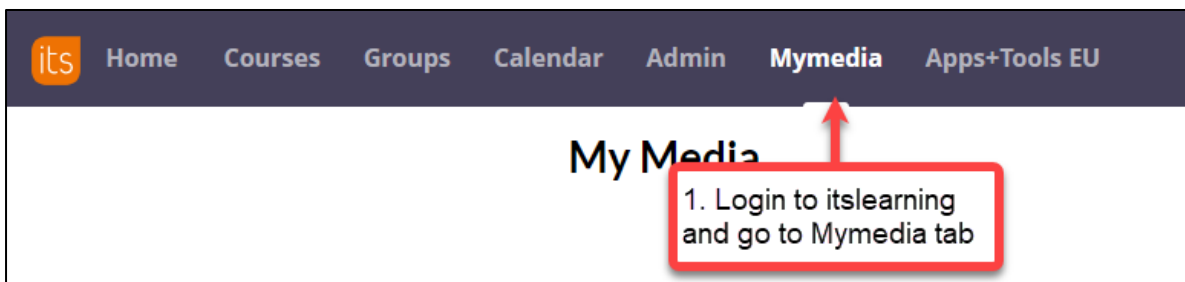 its Home Courses Groups Calendar Admin Mymedia Apps+Tools EU
My Media
1. Login to itslearning
and go to Mymedia tab